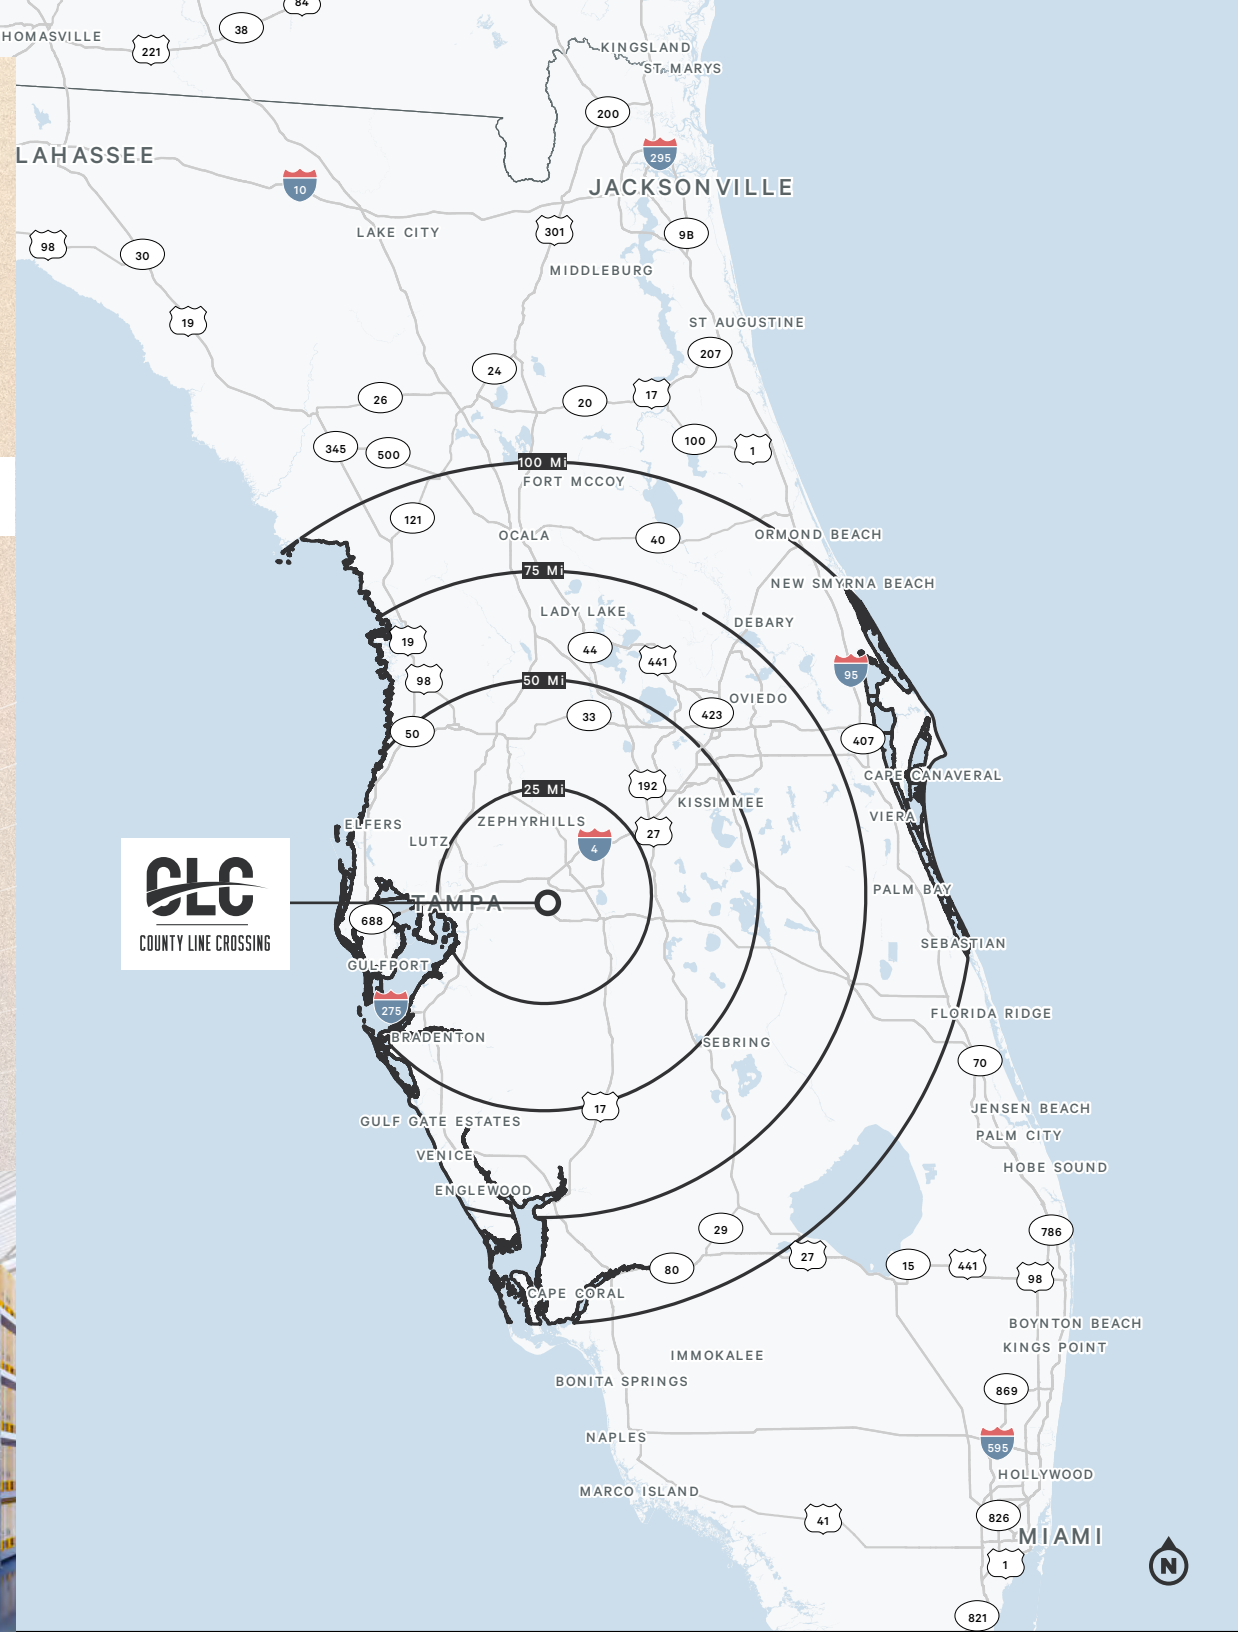 84
38
HOMASVILLE
221
KINGSLAND
ST. MARYS
200
295
LAHASSEE
10
JACKSONVILLE
LAKE CITY
301
9B
98
30
MIDDLEBURG
19
ST AUGUSTINE
207
24
26
20
17
345
500
100
1
100 Mi
FORT MCCOY
121
OCALA
40
ORMOND BEACH
75 Mi
NEW SMYRNA BEACH
LADY LAKE
DEBARY
19
44
441
98
95
50 Mi
OVIEDO
33
423
50
407
192
CAPE CANAVERAL
25 Mi
KISSIMMEE
ELFERS
ZEPHYRHILLS
VIERA
LUTZ
27
4
CLC
COUNTY LINE CROSSING
TAMPA
PALM BAY
688
SEBASTIAN
GULFPORT
275
FLORIDA RIDGE
BRADENTON
SEBRING
70
17
JENSEN BEACH
GULF GATE ESTATES
PALM CITY
VENICE
HOBE SOUND
ENGLEWOOD
29
786
27
80
15
441
98
CAPE CORAL
BOYNTON BEACH
KINGS POINT
IMMOKALEE
BONITA SPRINGS
869
NAPLES
595
HOLLYWOOD
MARCO ISLAND
41
826
MIAMI
1
N
821